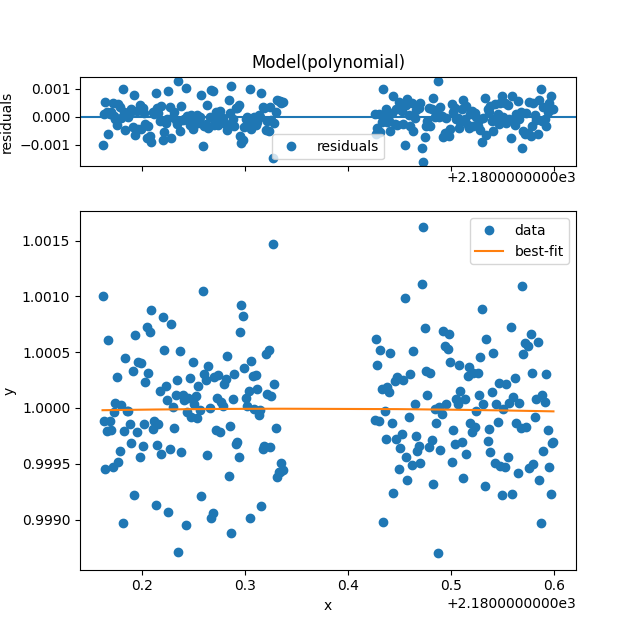 Model(polynomial)
0.001
0.000
−0.001
residuals
residuals
+2.1800000000e3
1.0015
1.0010
1.0005
1.0000
0.9995
0.9990
y
data
best-fit
0.2 0.3 0.4 0.5 0.6
x
+2.1800000000e3